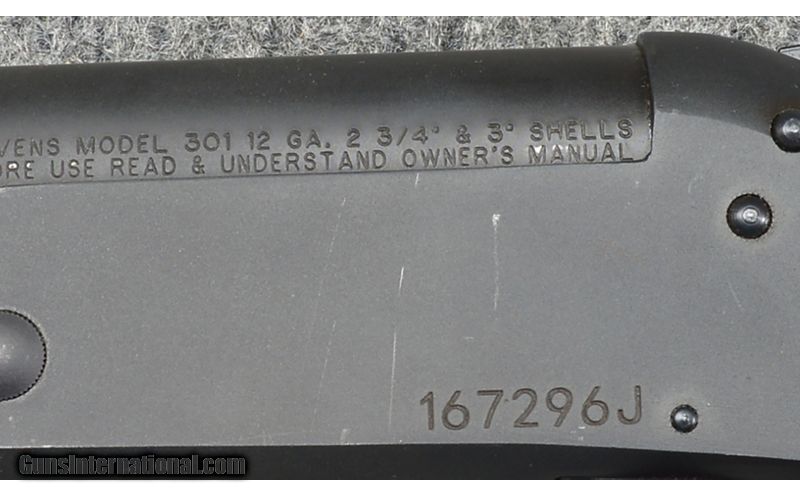 VENS MODEL 301 12 GA. 2 3/4" & 3" SHELLS
ORE USE READ & UNDERSTAND OWNER'S MANUAL
167296J
GunsInternational.com